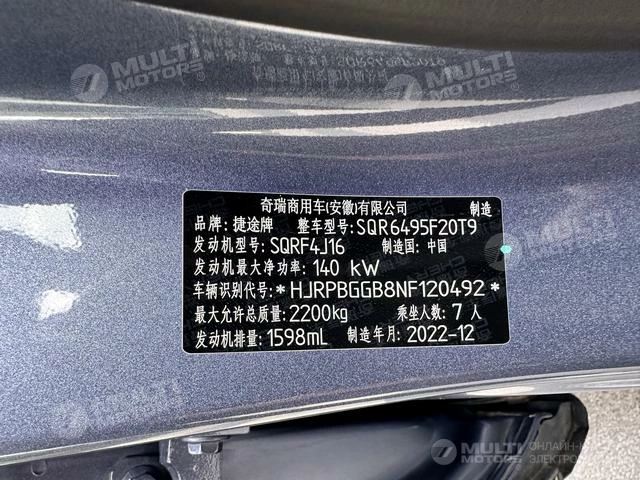 MULTI
MOTORS
MULTI
MOTORS
奇瑞商用车(安徽)有限公司 制造
品牌: 捷途牌 整车型号: SQR6495F20T9
发动机型号: SQRF4J16 制造国: 中国
发动机最大净功率: 140 kW
车辆识别代号: *HJRPBGGB8NF120492*
最大允许总质量: 2200kg 乘坐人数: 7人
发动机排量: 1598mL 制造年月: 2022-12
MULTI
MOTORS
MULTI
MOTORS
ОНЛАЙН-
ЭЛЕКТРО